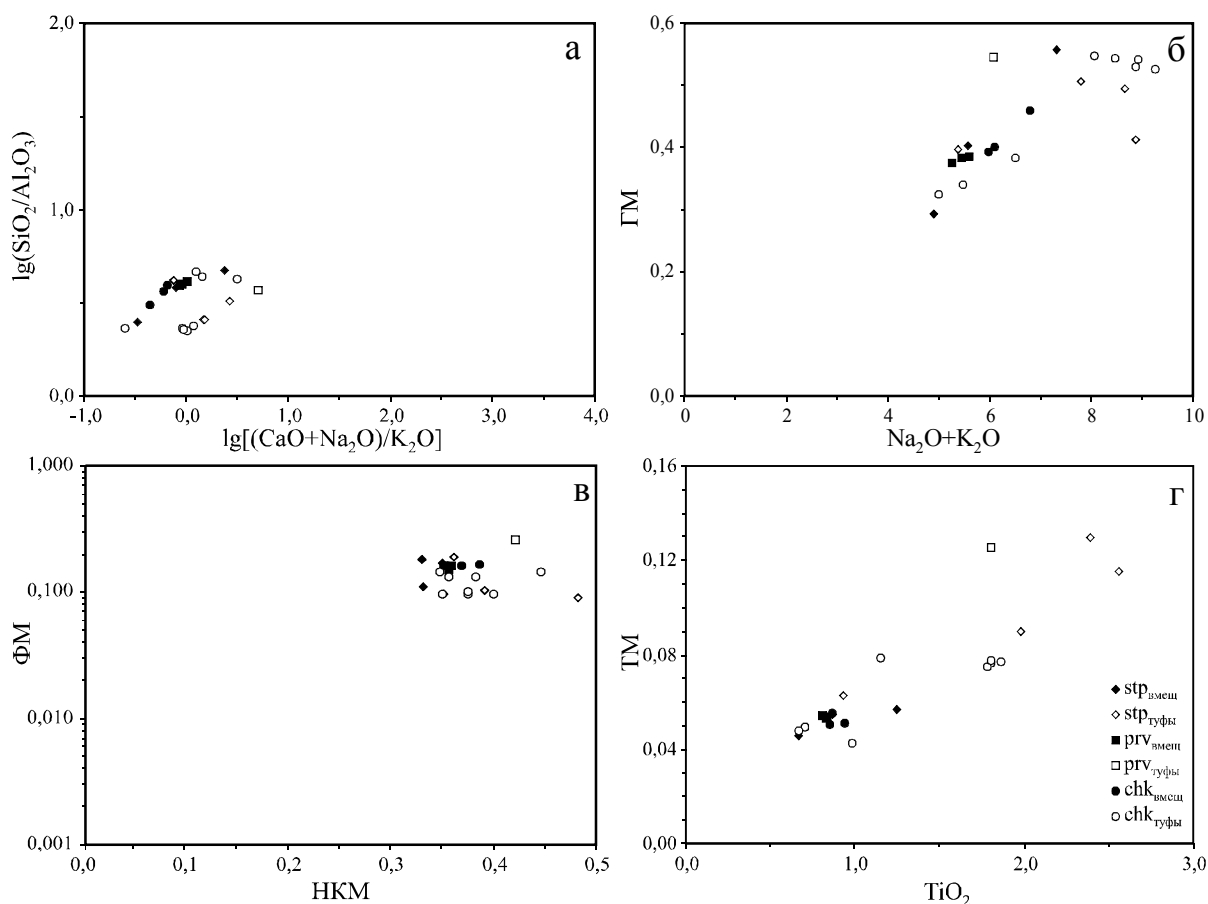 2,0
а
1,0
0,0
lg(SiO₂/Al₂O₃)
-1,0
0,0
1,0
2,0
3,0
4,0
lg[(CaO+Na₂O)/K₂O]
0,6
б
0,4
0,2
0,0
ГМ
0
2
4
6
8
10
Na₂O+K₂O
1,000
в
0,100
0,010
0,001
ФМ
0,0
0,1
0,2
0,3
0,4
0,5
НКМ
0,16
г
0,12
0,08
0,04
0,00
ТМ
stpвмещ
stpтуфы
prvвмещ
prvтуфы
chkвмещ
chkтуфы
0,0
1,0
2,0
3,0
TiO₂